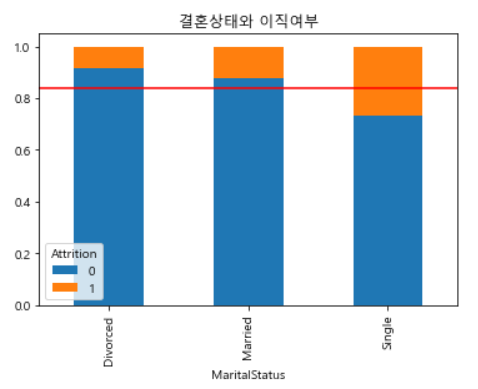 결혼상태와 이직여부
1.0
0.8
0.6
0.4
0.2
0.0
Attrition
0
1
Divorced
Married
Single
MaritalStatus